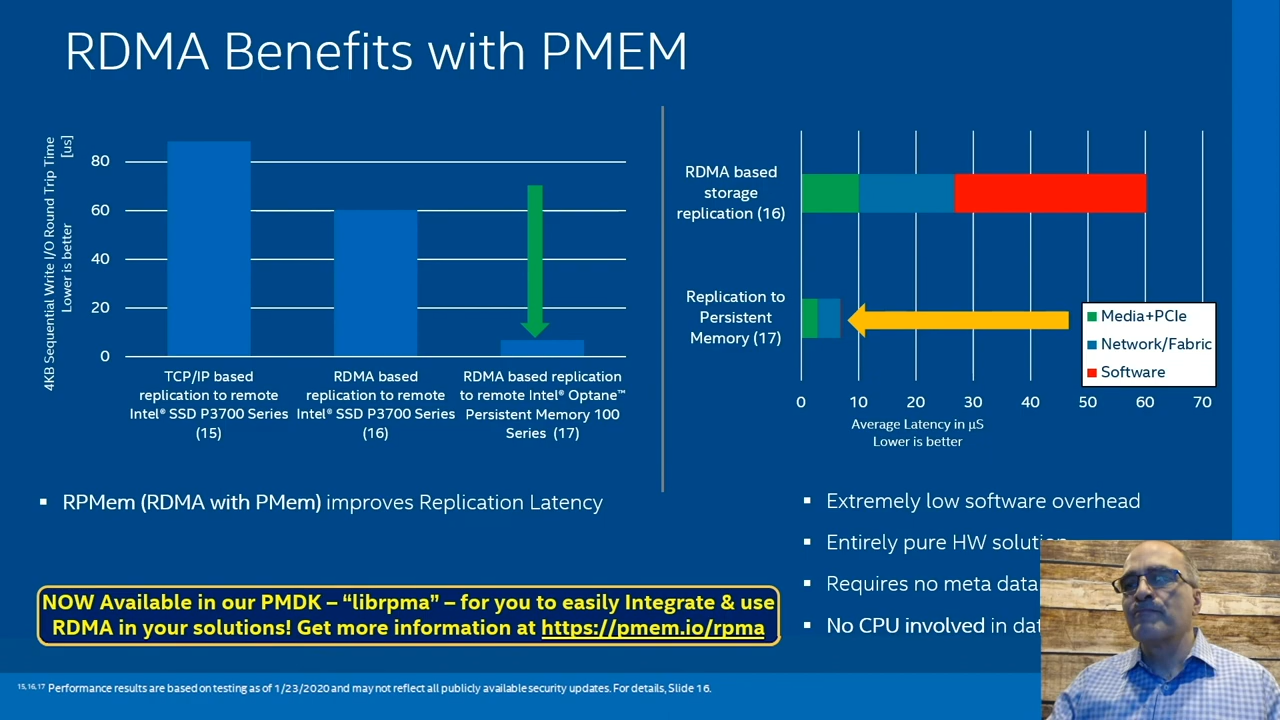 RDMA Benefits with PMEM
4KB Sequential Write I/O Round Trip Time
[us]
Lower is better
80
60
40
20
0
TCP/IP based
replication to remote
Intel® SSD P3700 Series
(15)
RDMA based
replication to remote
Intel® SSD P3700 Series
(16)
RDMA based replication
to remote Intel® Optane™
Persistent Memory 100
Series (17)
RDMA based
storage
replication (16)
Replication to
Persistent
Memory (17)
Media+PCIe
Network/Fabric
Software
0 10 20 30 40 50 60 70
Average Latency in µS
Lower is better
▪ RPMem (RDMA with PMem) improves Replication Latency
NOW Available in our PMDK – “librpma” – for you to easily Integrate & use
RDMA in your solutions! Get more information at https://pmem.io/rpma
▪ Extremely low software overhead
▪ Entirely pure HW solution
▪ Requires no meta data
▪ No CPU involved in
15,16,17 Performance results are based on testing as of 1/23/2020 and may not reflect all publicly available security updates. For details, Slide 16.